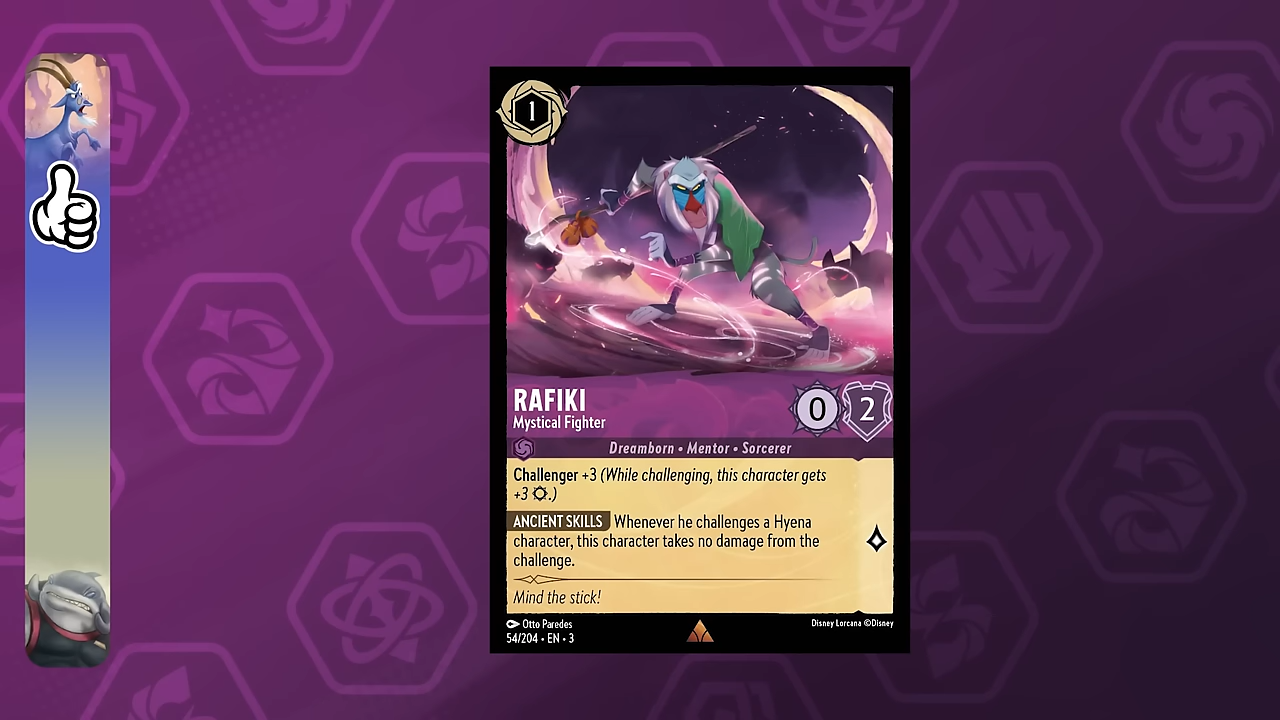 1
RAFIKI
Mystical Fighter
0 2
Dreamborn • Mentor • Sorcerer
Challenger +3 (While challenging, this character gets
+3 .)
ANCIENT SKILLS Whenever he challenges a Hyena
character, this character takes no damage from the
challenge.
Mind the stick!
Otto Paredes
Disney Lorcana ©Disney
54/204 • EN • 3